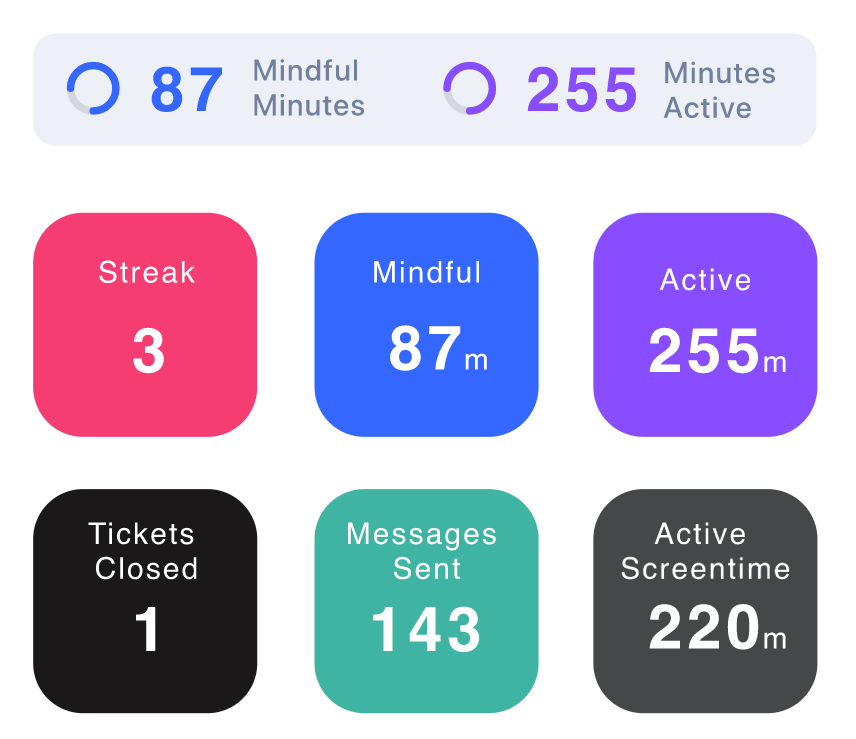 87 Mindful Minutes
255 Minutes Active
Streak
3
Mindful
87m
Active
255m
Tickets
Closed
1
Messages
Sent
143
Active
Screentime
220m